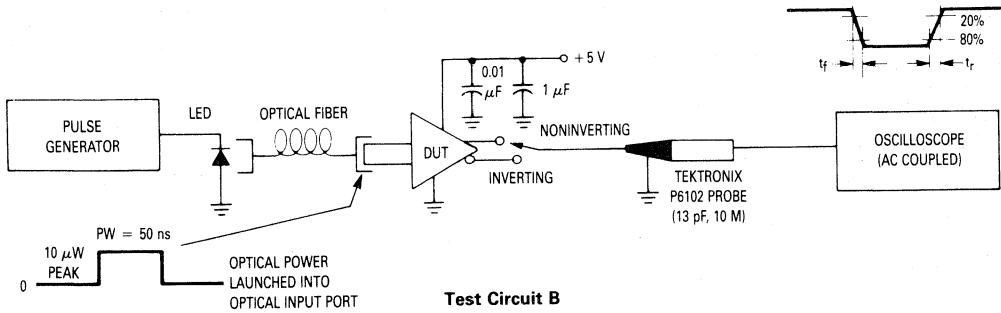 20%
80%
tf
tr
+5 V
0.01
μF
1 μF
LED
OPTICAL FIBER
PULSE
GENERATOR
DUT
NONINVERTING
INVERTING
TEKTRONIX
P6102 PROBE
(13 pF, 10 M)
OSCILLOSCOPE
(AC COUPLED)
PW = 50 ns
10 μW
PEAK
0
OPTICAL POWER
LAUNCHED INTO
OPTICAL INPUT PORT
Test Circuit B